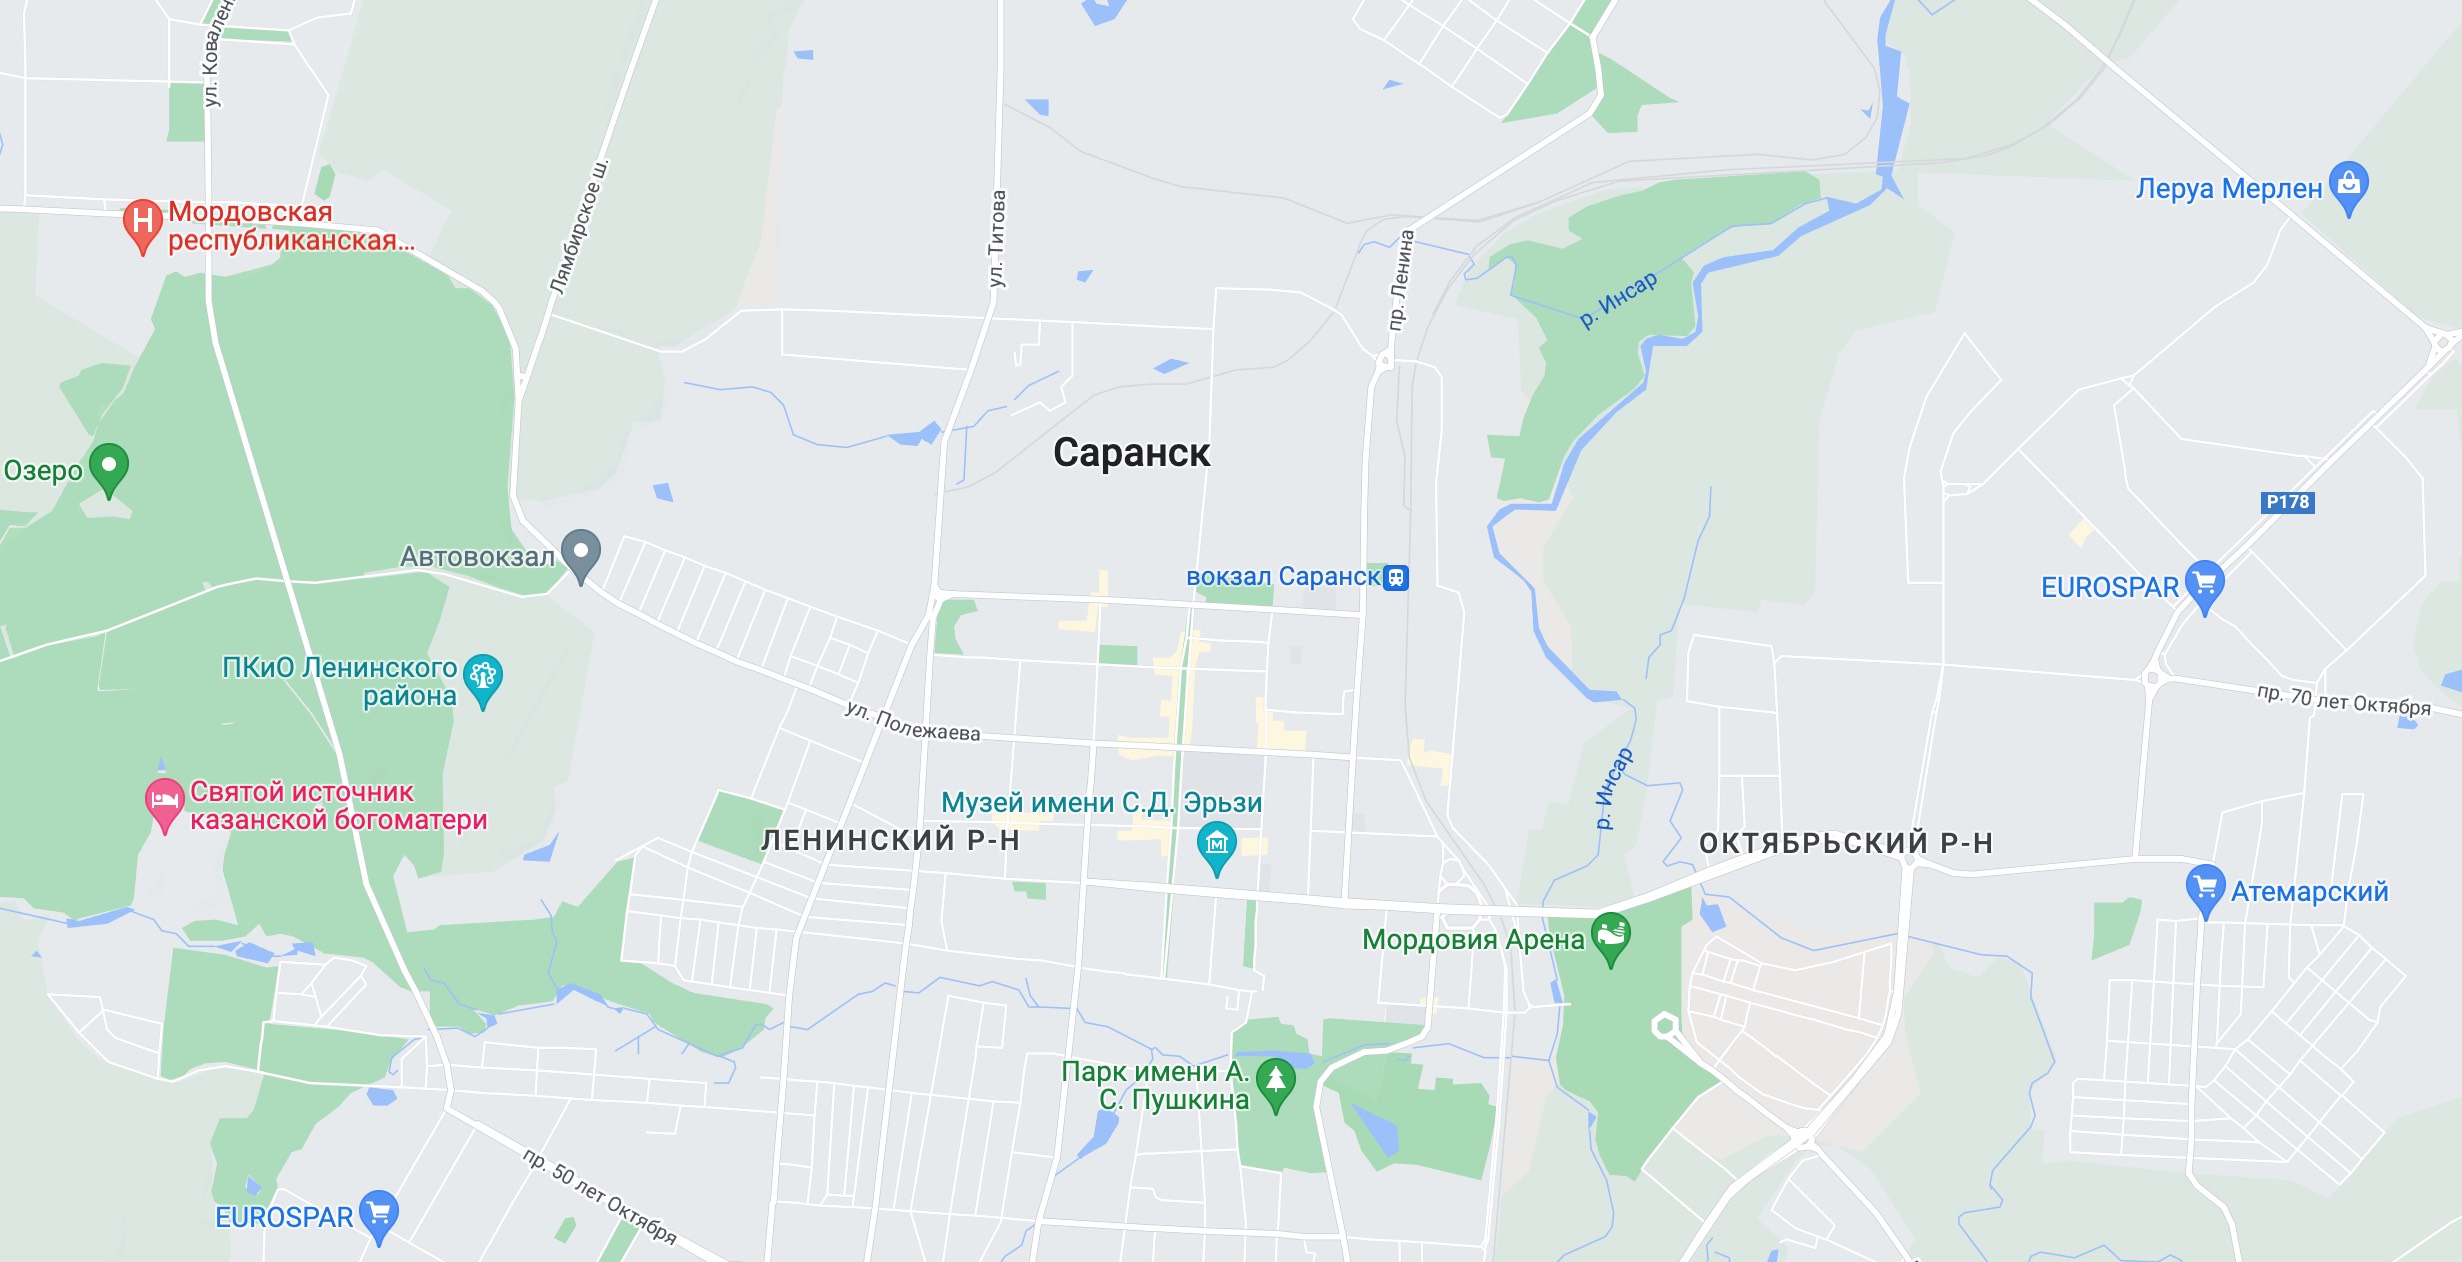 ул. Ковален
Леруа Мерлен
Мордовская
республиканская...
Лямбирское ш.
ул. Титова
пр. Ленина
р. Инсар
Саранск
Озеро
P178
Автовокзал
вокзал Саранск
EUROSPAR
ПКиО Ленинского
района
ул. Полежаева
пр. 70 лет Октября
р. Инсар
Святой источник
казанской богоматери
Музей имени С.Д. Эрьзи
ЛЕНИНСКИЙ Р-Н
ОКТЯБРЬСКИЙ Р-Н
Атемарский
Мордовия Арена
Парк имени А.
С. Пушкина
пр. 50 лет Октября
EUROSPAR